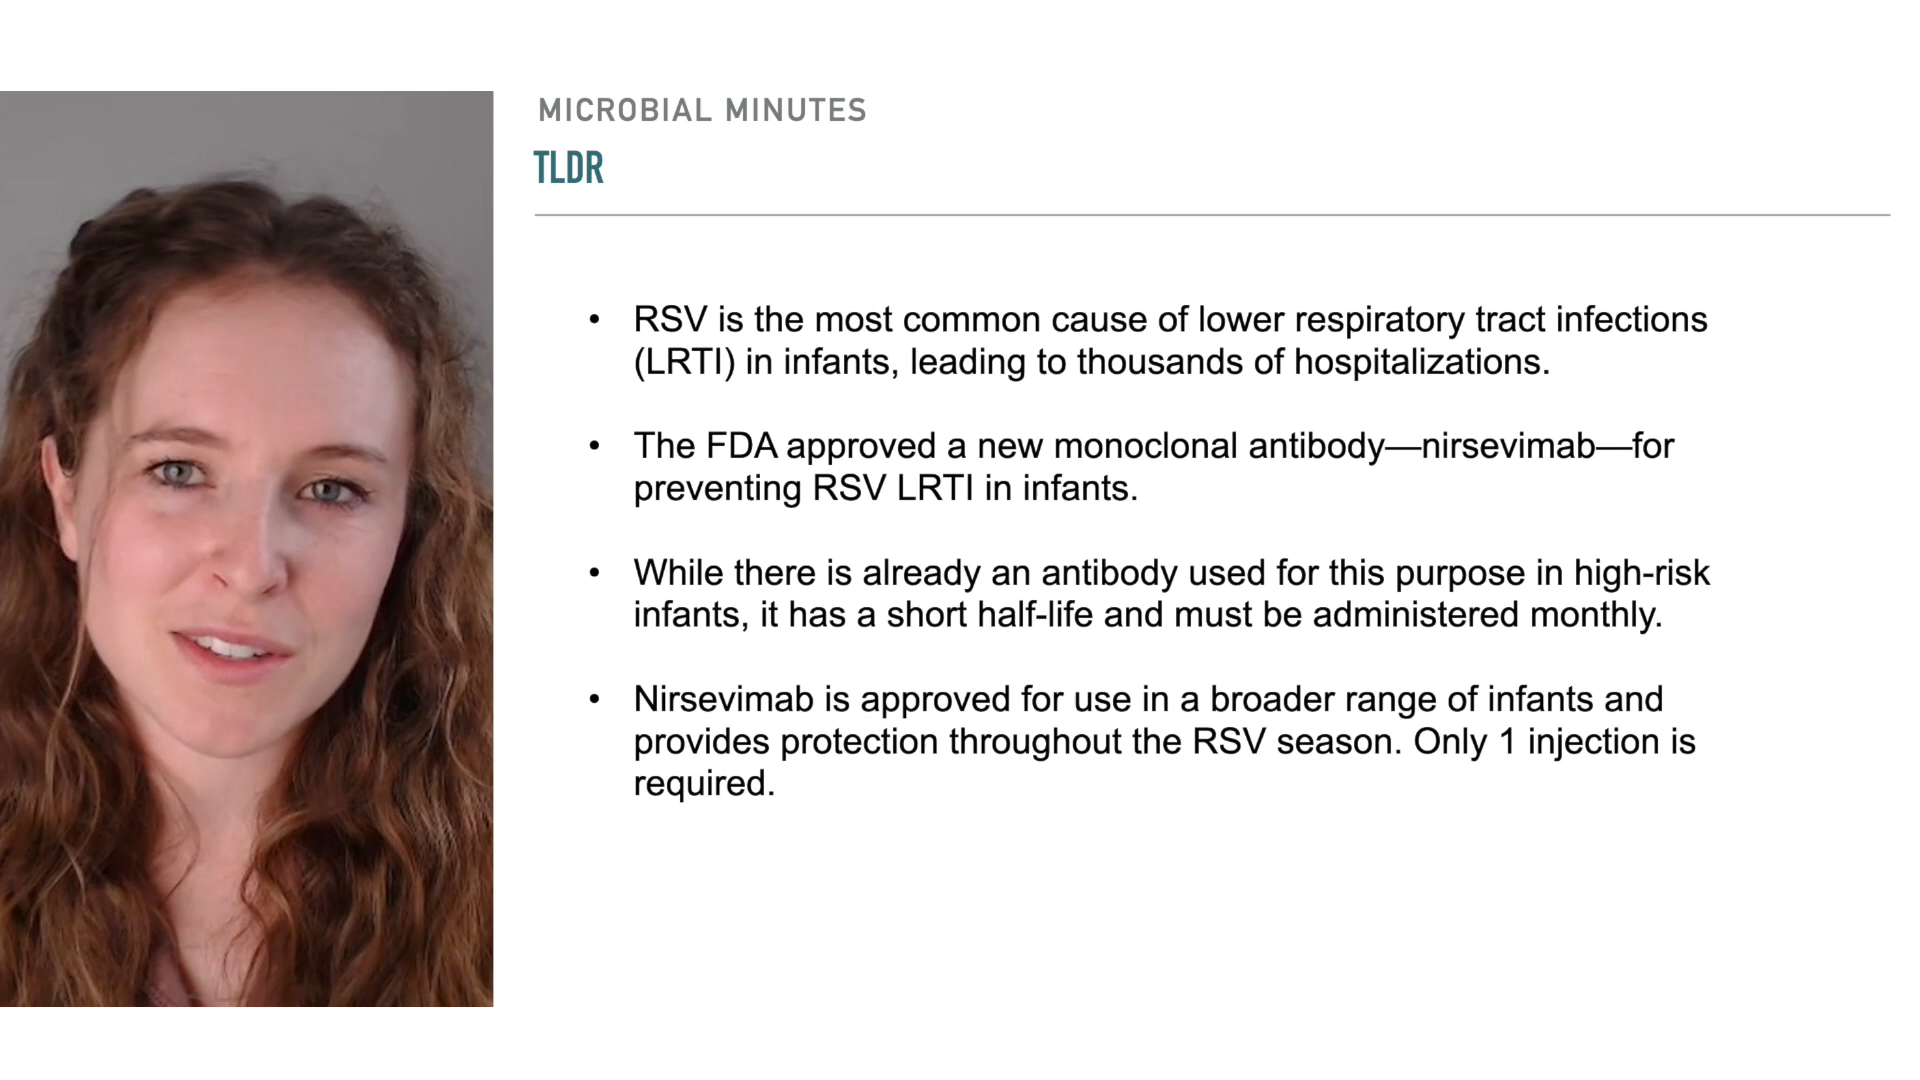 MICROBIAL MINUTES
TLDR
• RSV is the most common cause of lower respiratory tract infections
(LRTI) in infants, leading to thousands of hospitalizations.
• The FDA approved a new monoclonal antibody—nirsevimab—for
preventing RSV LRTI in infants.
• While there is already an antibody used for this purpose in high-risk
infants, it has a short half-life and must be administered monthly.
• Nirsevimab is approved for use in a broader range of infants and
provides protection throughout the RSV season. Only 1 injection is
required.